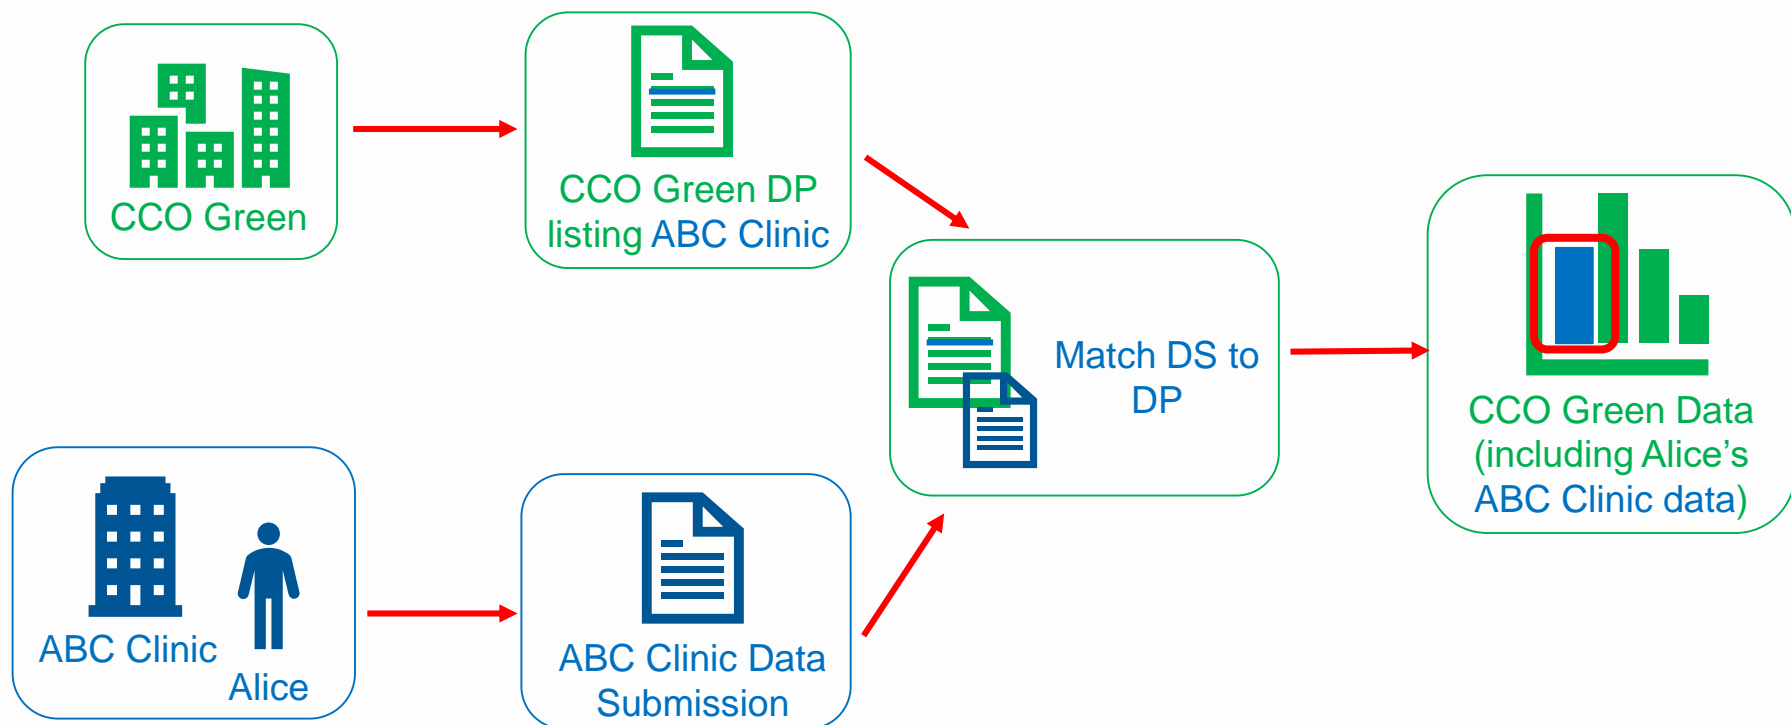 CCO Green
CCO Green DP
listing ABC Clinic
Match DS to
DP
CCO Green Data
(including Alice's
ABC Clinic data)
ABC Clinic
Alice
ABC Clinic Data
Submission